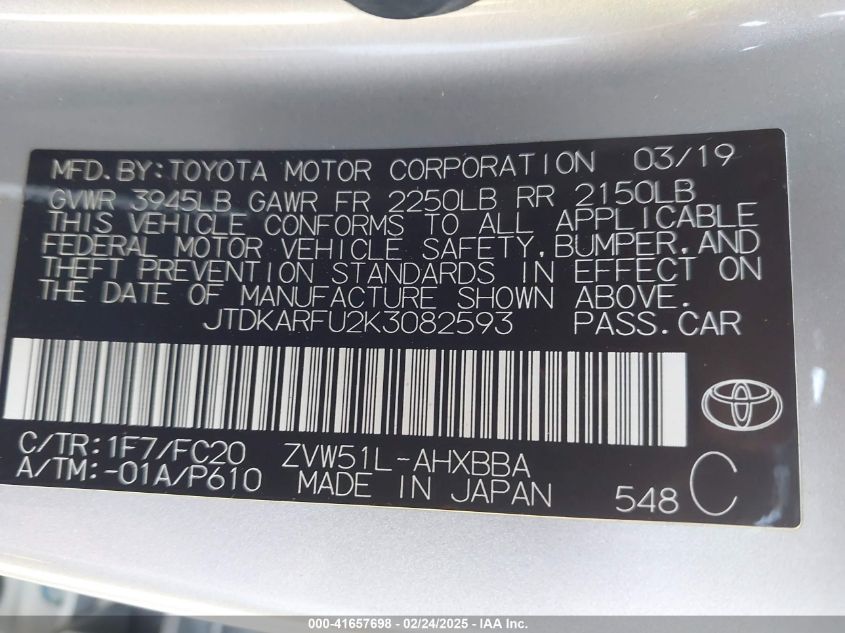 MFD. BY: TOYOTA MOTOR CORPORATION 03/19
GVWR 3945LB GAWR FR 2250LB RR 2150LB
THIS VEHICLE CONFORMS TO ALL APPLICABLE
FEDERAL MOTOR VEHICLE SAFETY, BUMPER, AND
THEFT PREVENTION STANDARDS IN EFFECT ON
THE DATE OF MANUFACTURE SHOWN ABOVE.
JTDKARFU2K3082593 PASS. CAR
C/TR: 1F7/FC20 ZVW51L-AHXBBA
A/TM: -01A/P610 MADE IN JAPAN 548 C
000-41657698 - 02/24/2025 - IAA Inc.